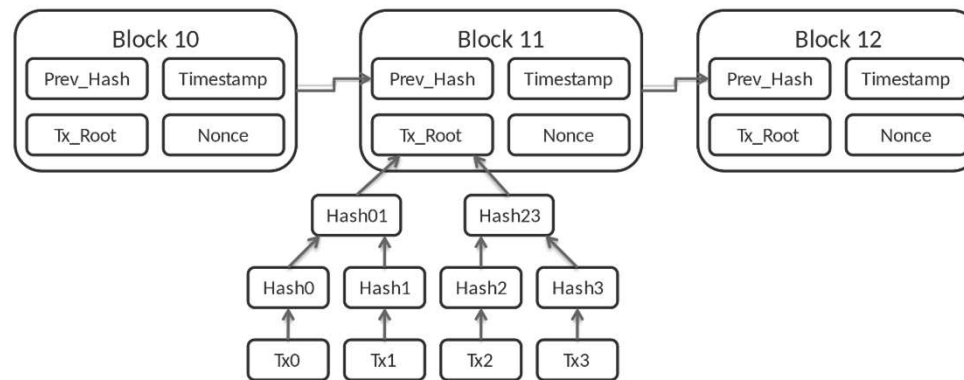 Block 10
Block 11
Block 12
Prev_Hash
Timestamp
Prev_Hash
Timestamp
Prev_Hash
Timestamp
Tx_Root
Nonce
Tx_Root
Nonce
Tx_Root
Nonce
Hash01
Hash23
Hash0
Hash1
Hash2
Hash3
Tx0
Tx1
Tx2
Tx3